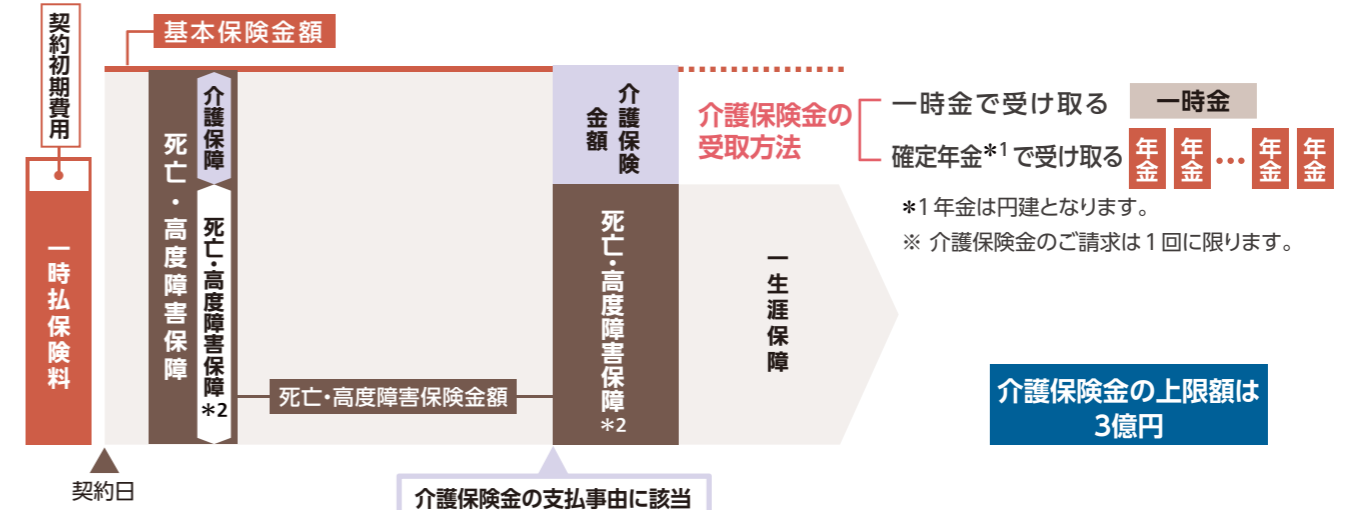 契約初期費用
基本保険金額
一時払保険料
死亡・高度障害保障
介護保障
死亡・高度障害保障*2
死亡・高度障害保険金額
介護保険
金額
死亡・高度障害保障*2
一生涯保障
介護保険金の
受取方法
一時金で受け取る
一時金
確定年金*1で受け取る
年金
年金
…
年金
年金
*1 年金は円建となります。
※ 介護保険金のご請求は1回に限ります。
介護保険金の上限額は
3億円
契約日
介護保険金の支払事由に該当